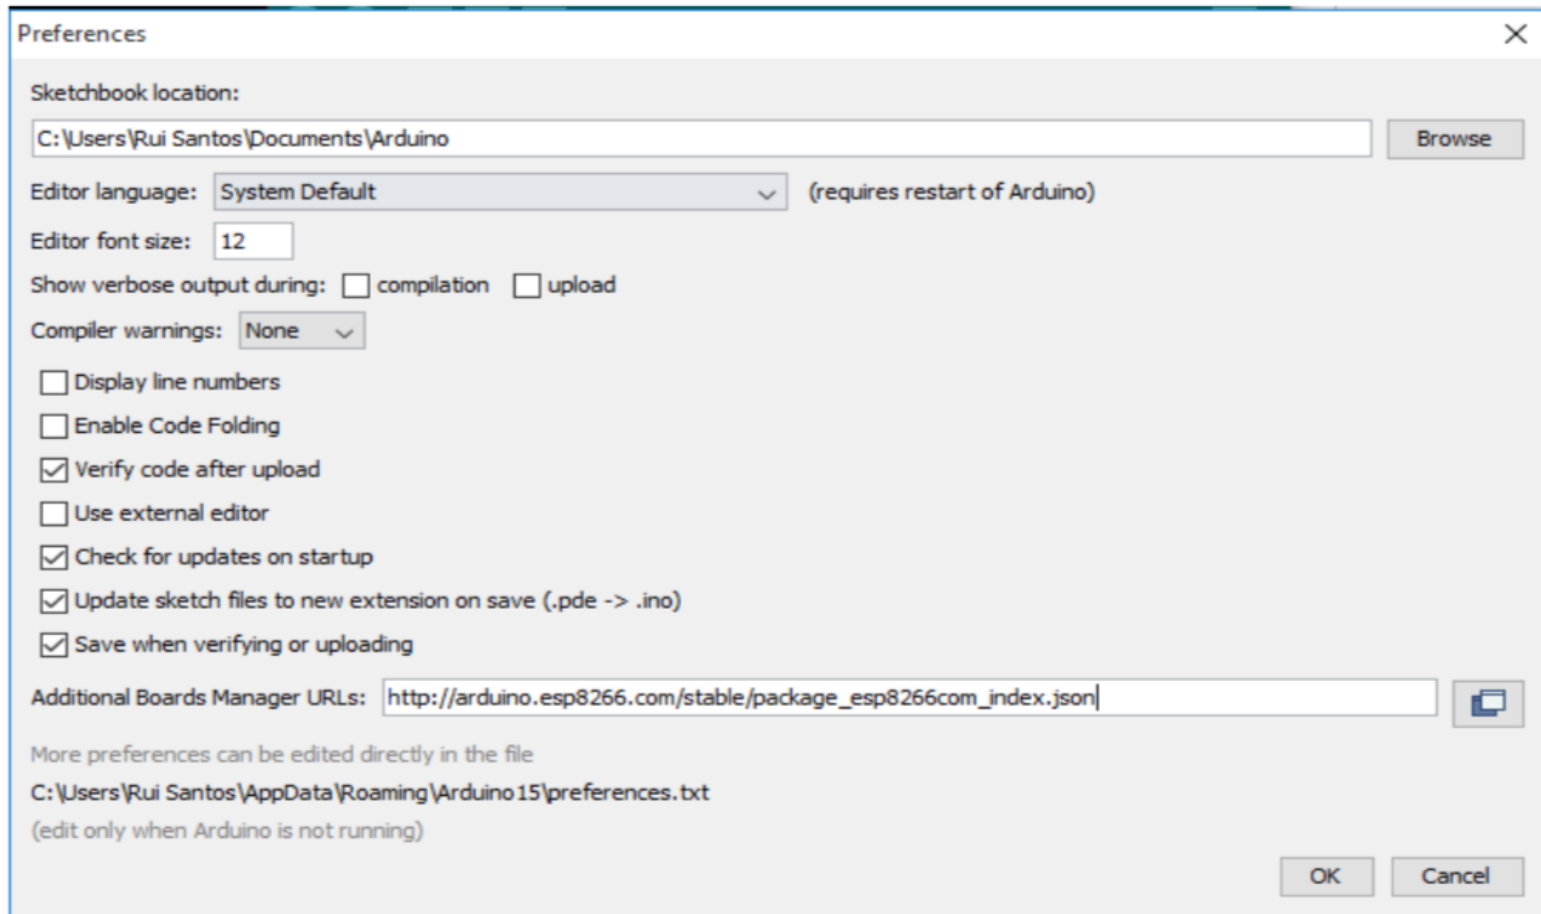 Preferences
Sketchbook location:
C:\Users\Rui Santos\Documents\Arduino Browse
Editor language: System Default (requires restart of Arduino)
Editor font size: 12
Show verbose output during: compilation upload
Compiler warnings: None
Display line numbers
Enable Code Folding
Verify code after upload
Use external editor
Check for updates on startup
Update sketch files to new extension on save (.pde -> .ino)
Save when verifying or uploading
Additional Boards Manager URLs: http://arduino.esp8266.com/stable/package_esp8266com_index.json
More preferences can be edited directly in the file
C:\Users\Rui Santos\AppData\Roaming\Arduino15\preferences.txt
(edit only when Arduino is not running)
OK Cancel